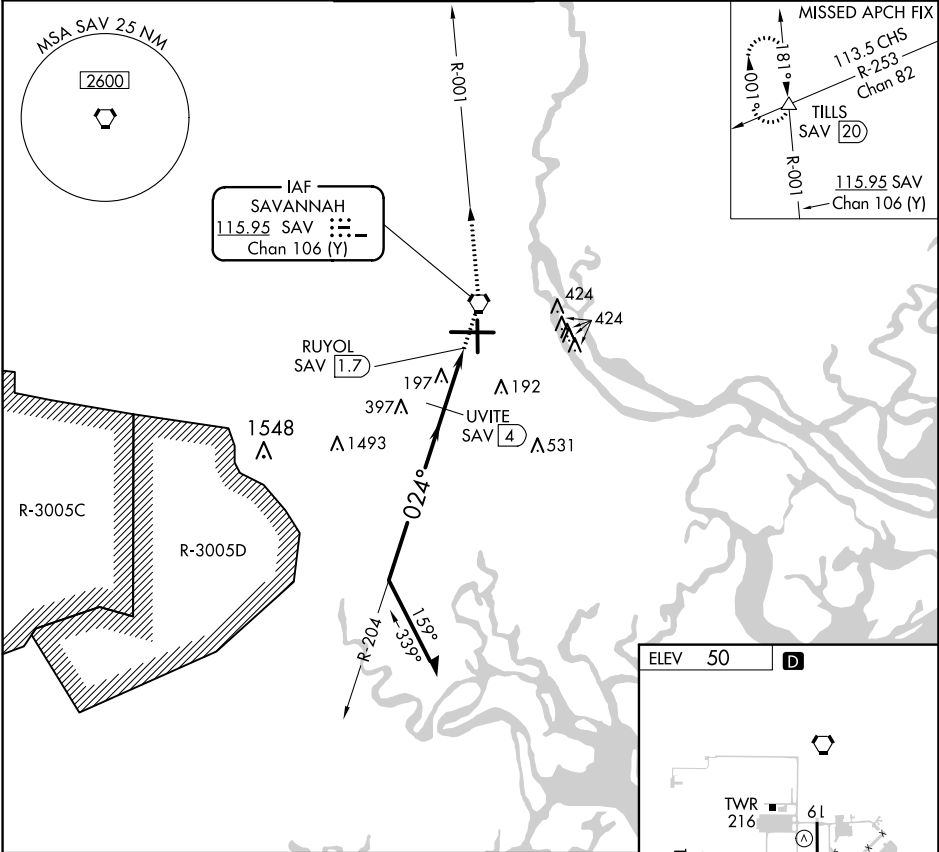 MSA SAV 25 NM
2600
R-001
IAF
SAVANNAH
115.95 SAV
Chan 106 (Y)
MISSED APCH FIX
113.5 CHS
R-253
Chan 82
181°
001°
TILLS
SAV 20
R-001
115.95 SAV
Chan 106 (Y)
424
424
RUYOL
SAV 1.7
197
192
397
UVITE
SAV 4
1548
1493
531
024°
R-3005C
R-3005D
159°
339°
R-204
ELEV 50
D
TWR
216
19
V